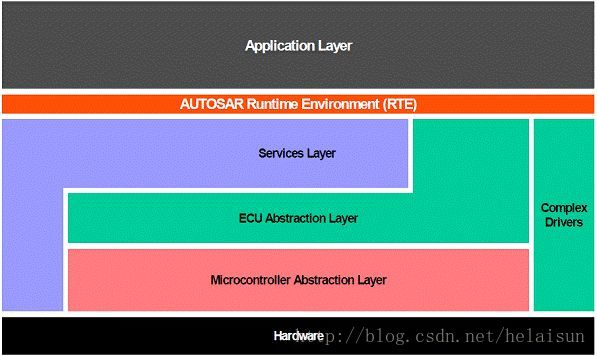 Application Layer
AUTOSAR Runtime Environment (RTE)
Services Layer
ECU Abstraction Layer
Complex
Drivers
Microcontroller Abstraction Layer
Hardware
http://blog.csdn.net/helaisun